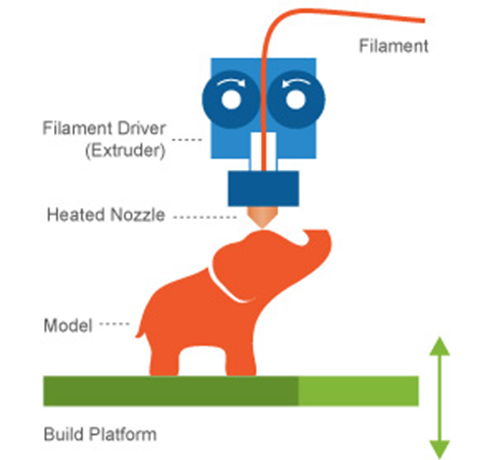 Filament
Filament Driver
(Extruder)
Heated Nozzle
Model
Build Platform